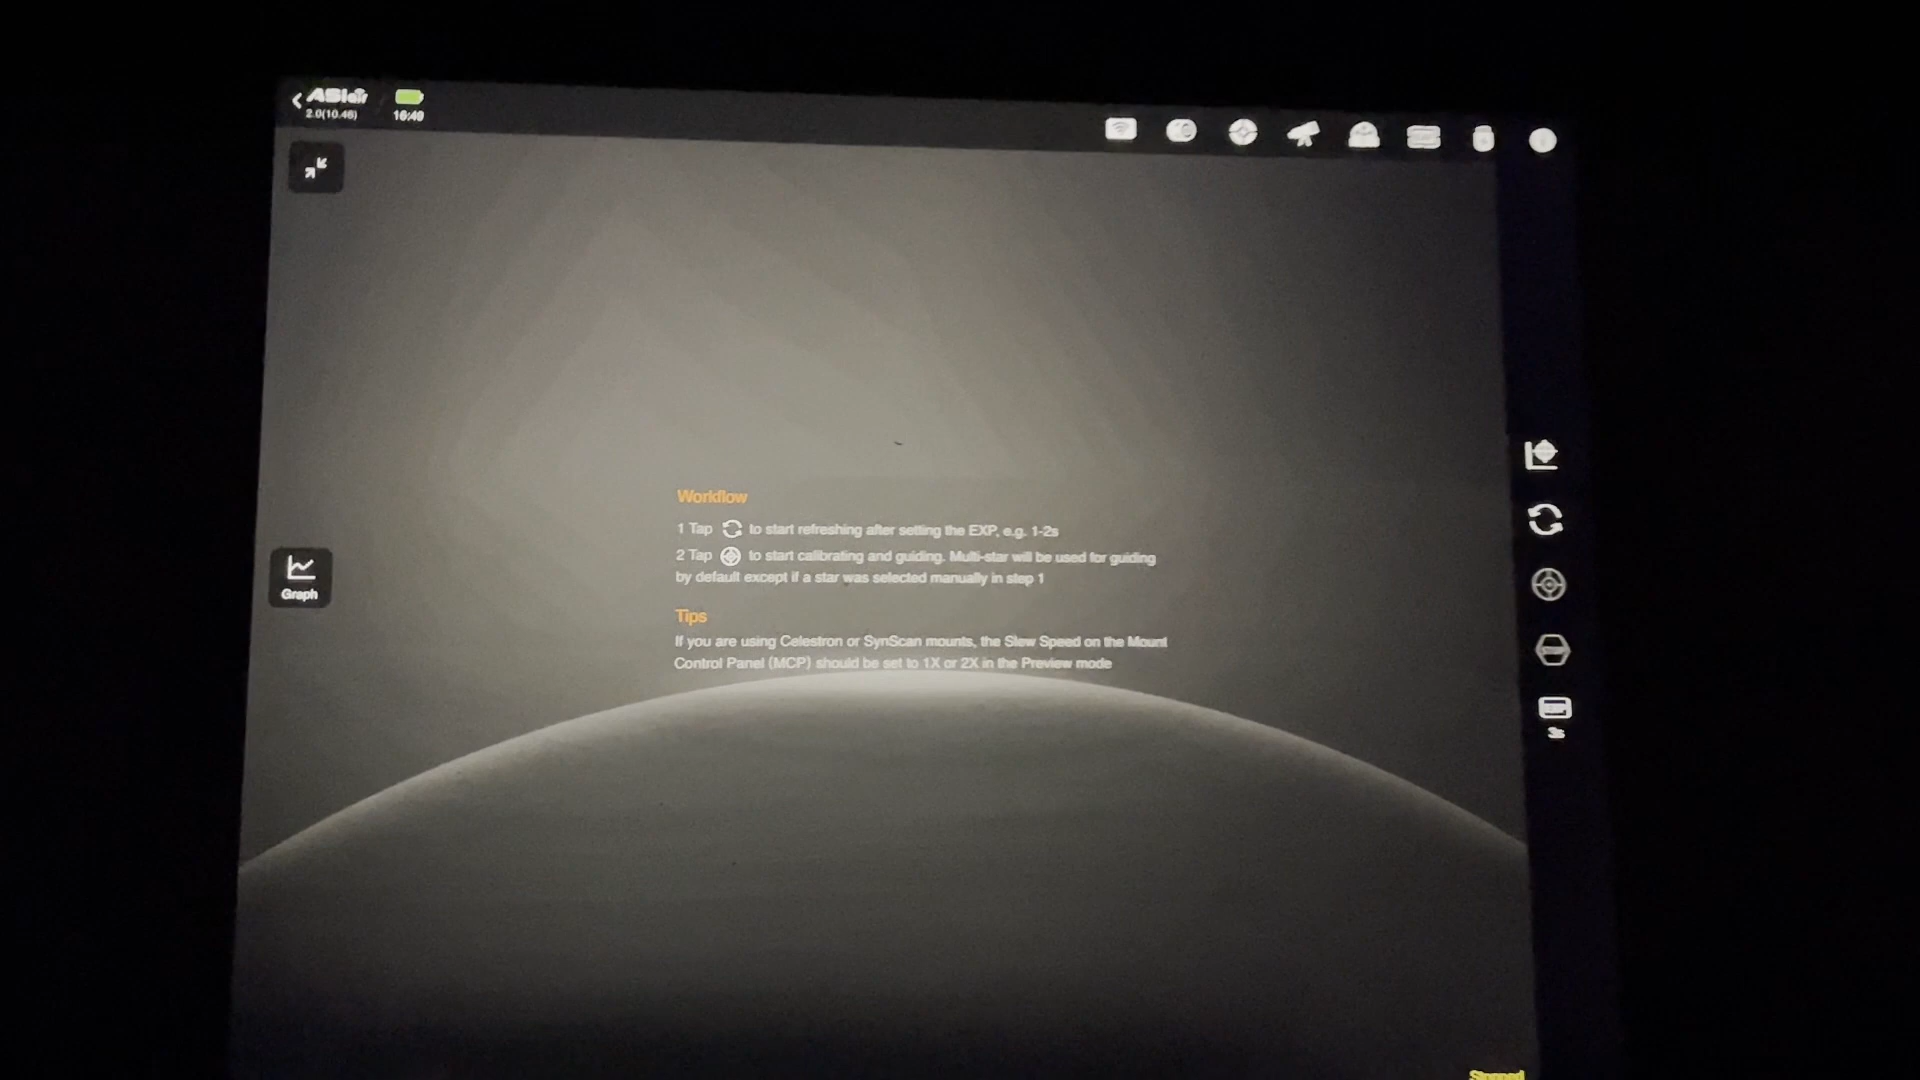 ASIair
2.0(10.46)
16:49
Workflow
1 Tap to start refreshing after setting the EXP, e.g. 1-2s
2 Tap to start calibrating and guiding. Multi-star will be used for guiding
by default except if a star was selected manually in step 1
Graph
Tips
If you are using Celestron or SynScan mounts, the Slew Speed on the Mount
Control Panel (MCP) should be set to 1X or 2X in the Preview mode
3s
Stopped